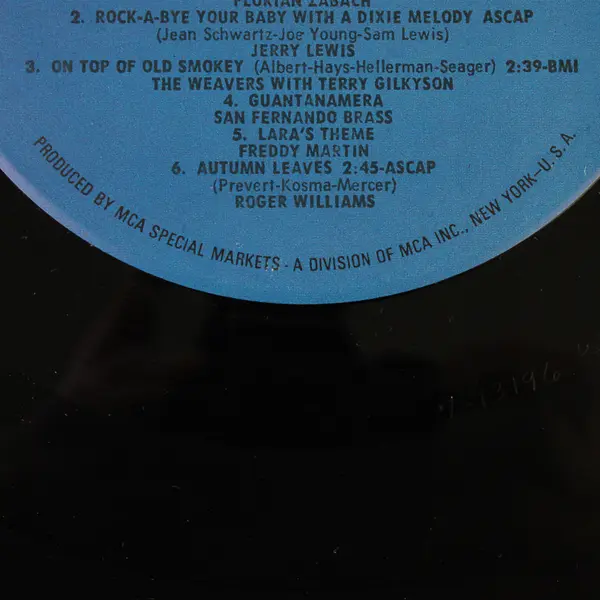 FLORIAN ZABACH
2. ROCK-A-BYE YOUR BABY WITH A DIXIE MELODY ASCAP
(Jean Schwartz-Joe Young-Sam Lewis)
JERRY LEWIS
3. ON TOP OF OLD SMOKEY (Albert-Hays-Hellerman-Seager) 2:39-BMI
THE WEAVERS WITH TERRY GILKYSON
4. GUANTANAMERA
SAN FERNANDO BRASS
5. LARA'S THEME
FREDDY MARTIN
6. AUTUMN LEAVES 2:45-ASCAP
(Prevert-Kosma-Mercer)
ROGER WILLIAMS
PRODUCED BY MCA SPECIAL MARKETS - A DIVISION OF MCA INC., NEW YORK-U.S.A.